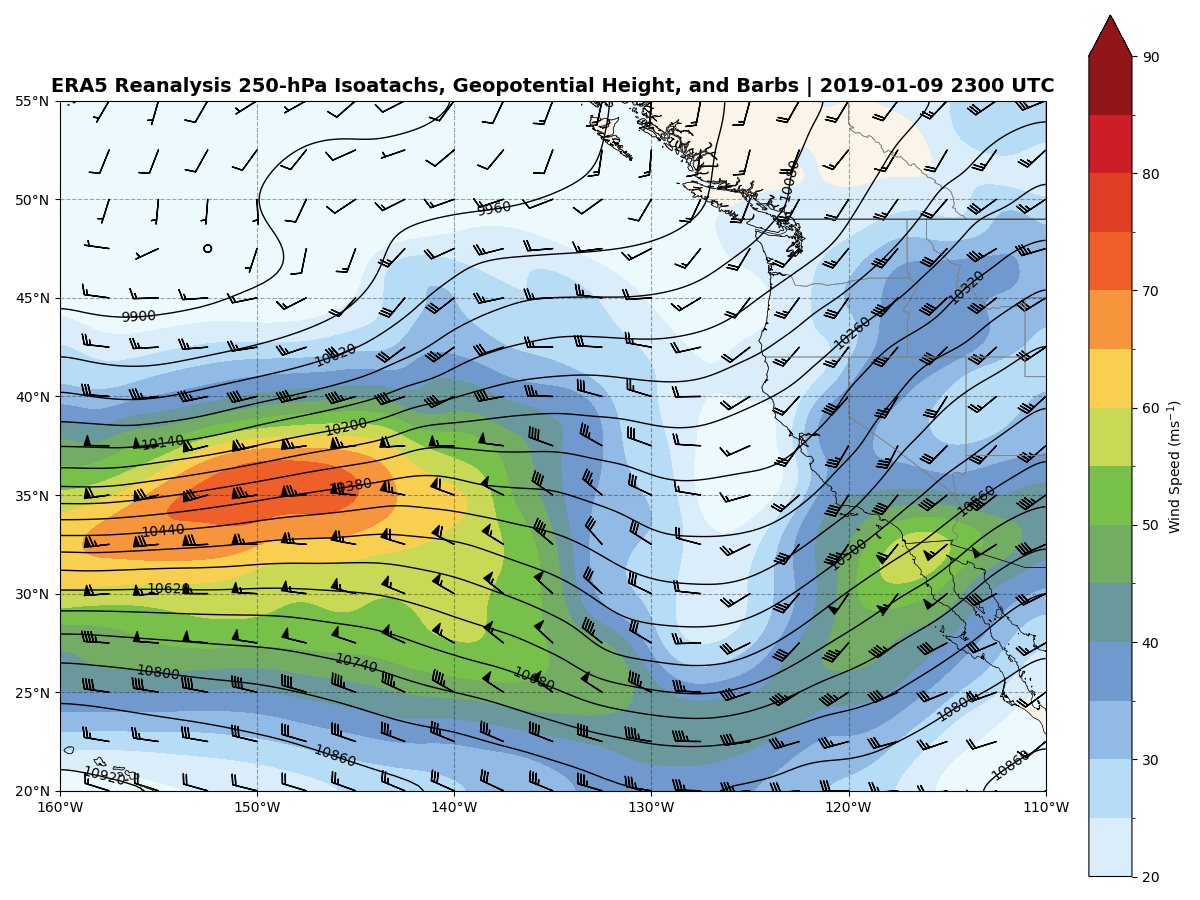 ERA5 Reanalysis 250-hPa Isoatachs, Geopotential Height, and Barbs | 2019-01-09 2300 UTC
55°N
50°N
45°N
40°N
35°N
30°N
25°N
20°N
160°W
150°W
140°W
130°W
120°W
110°W
10080
9960
9900
10020
10320
10260
10200
10140
10380
10440
10560
10500
10620
10740
10680
10800
10800
10860
10860
10920
90
80
70
60
50
40
30
20
Wind Speed (ms⁻¹)